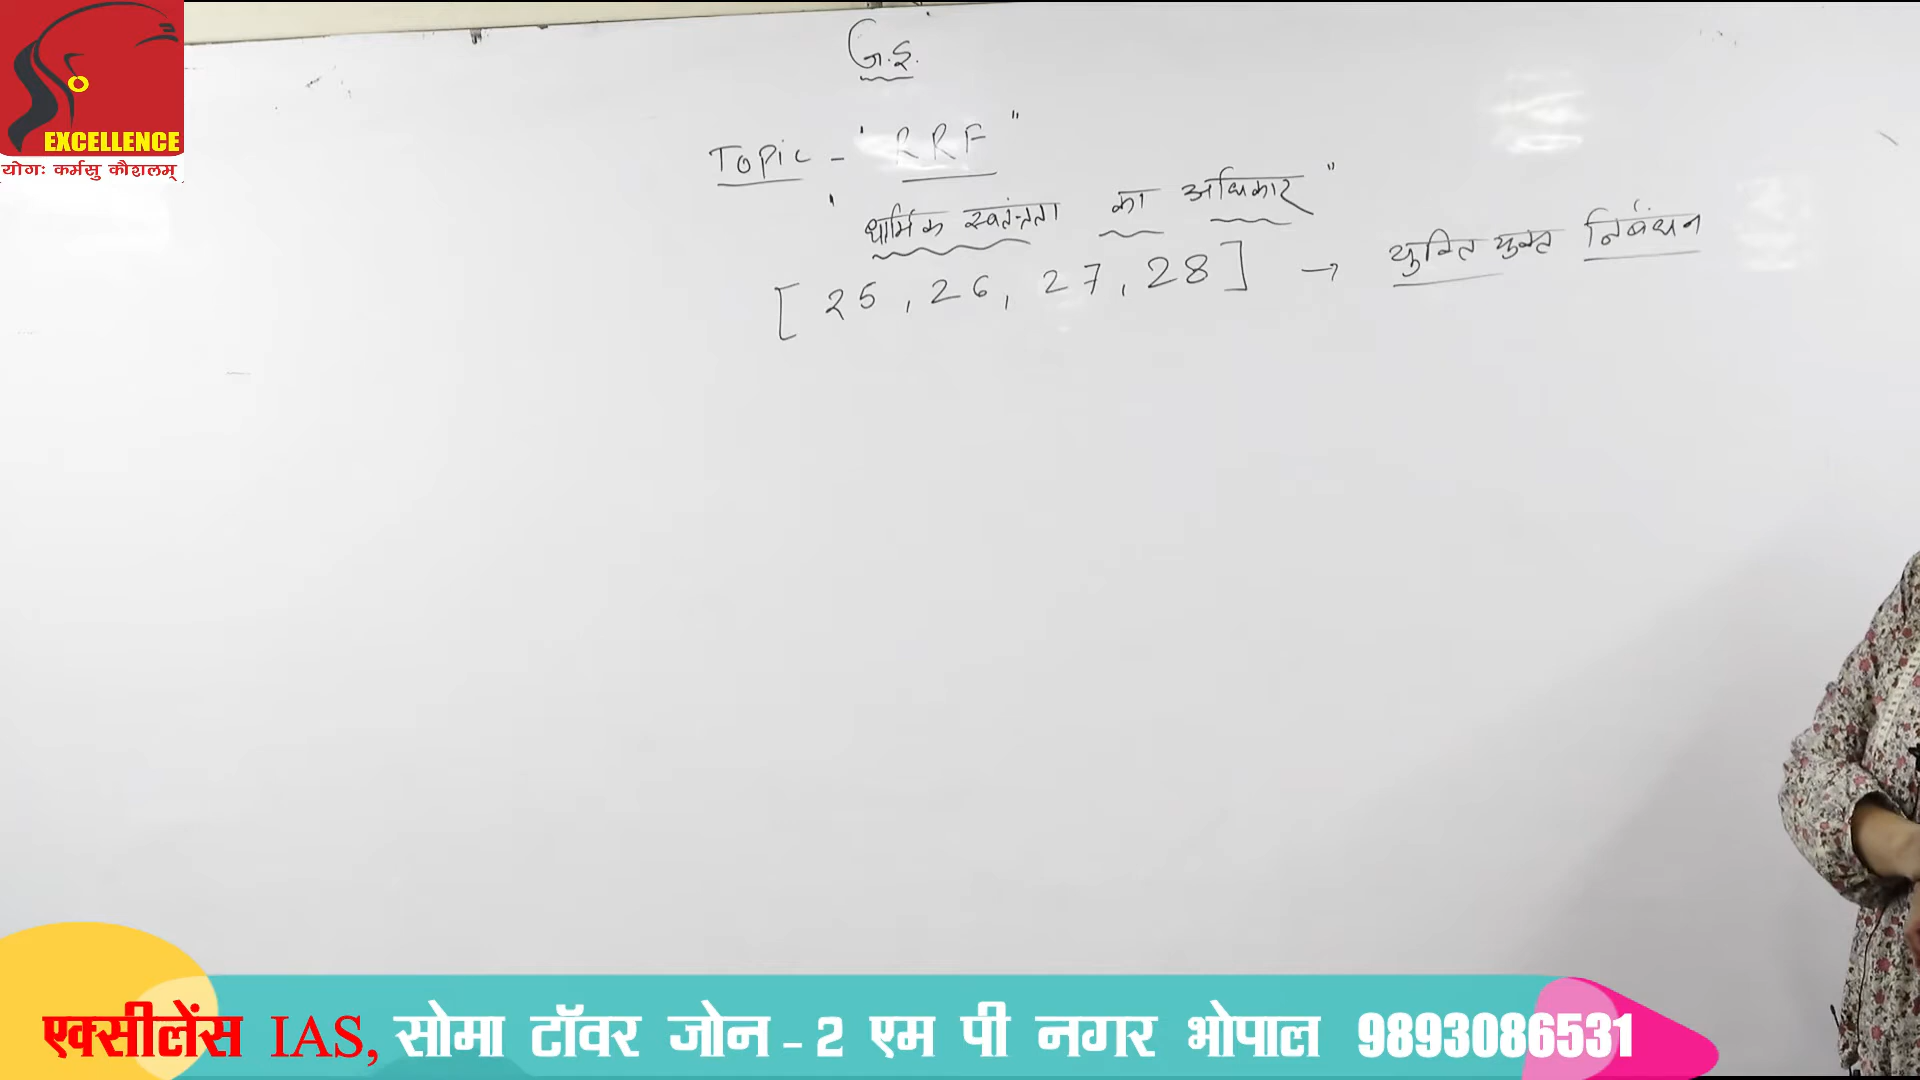 EXCELLENCE
योगः कर्मसु कौशलम्
G.S.
Topic - "RRF"
"धार्मिक स्वतंत्रता का अधिकार"
[25, 26, 27, 28] → युक्ति युक्त निर्बंधन
एक्सीलेंस IAS, सोमा टॉवर जोन - 2 एम पी नगर भोपाल 9893086531